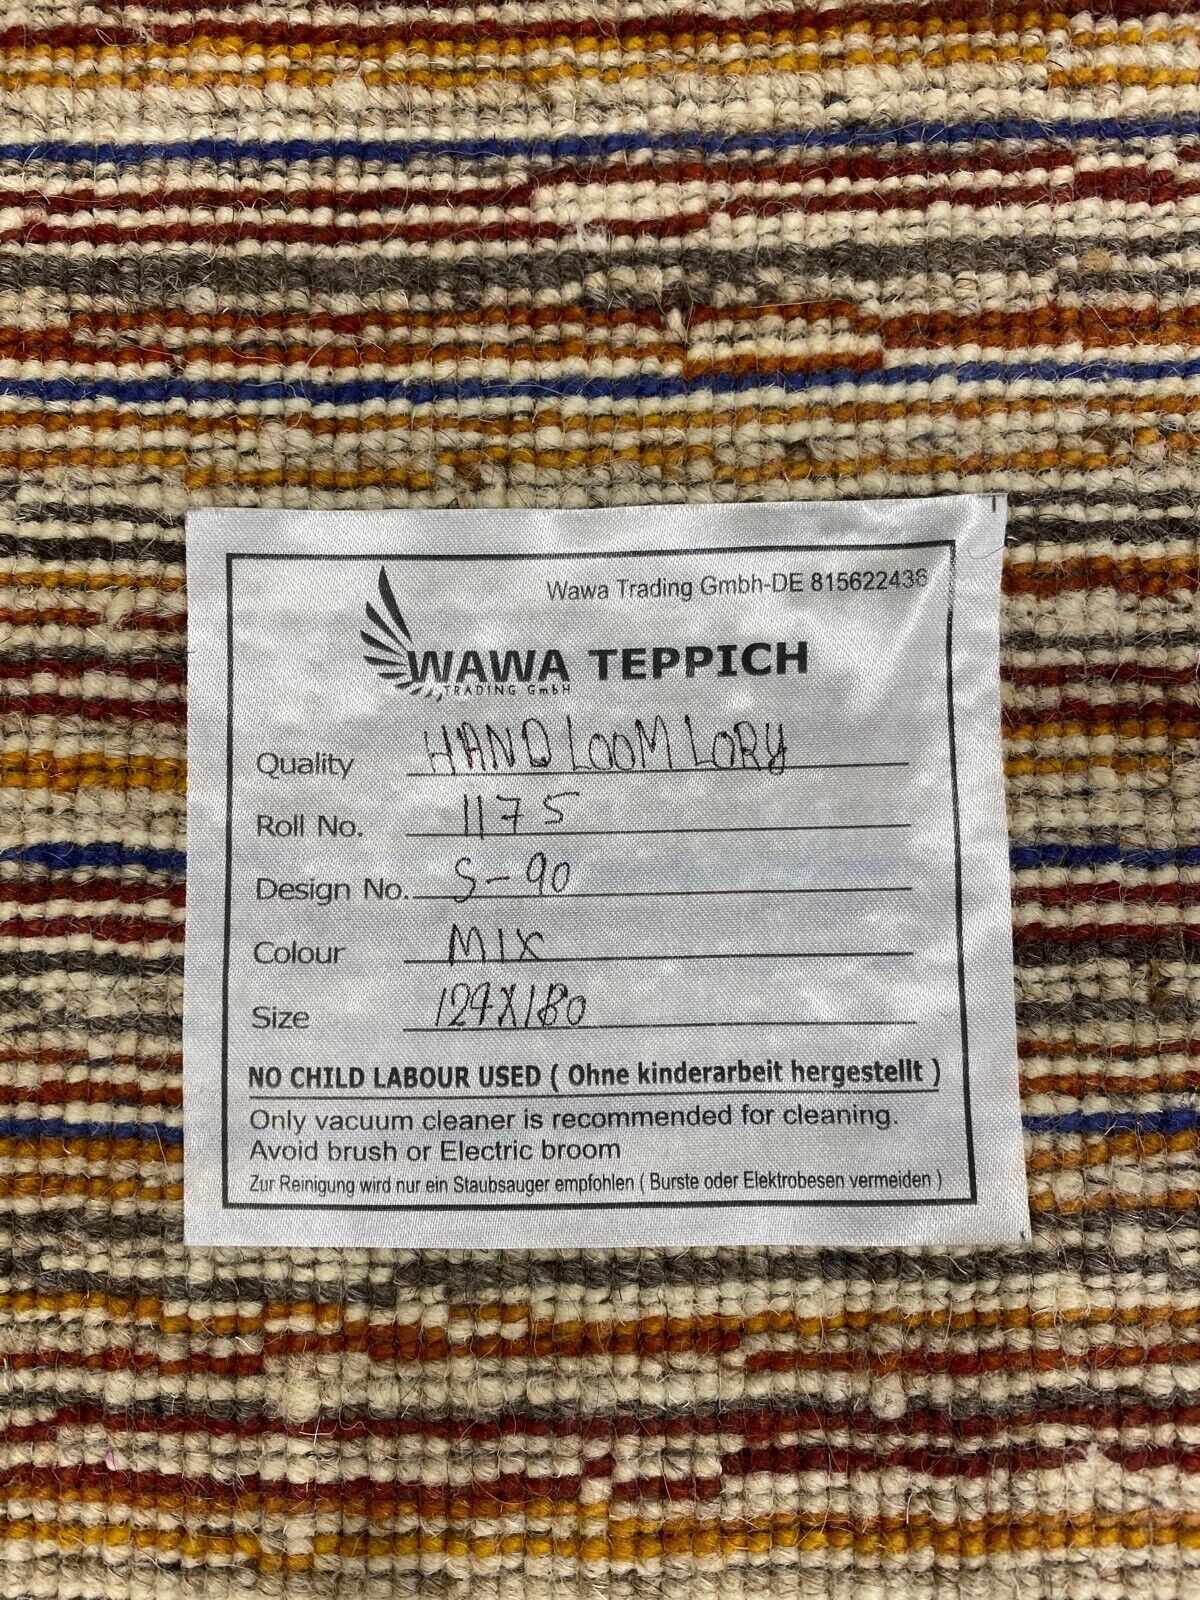 Wawa Trading Gmbh-DE 815622436
WAWA TEPPICH
TRADING GmbH
Quality HANDLOOM LORY
Roll No. 1175
Design No. S-90
Colour MIX
Size 124X180
NO CHILD LABOUR USED ( Ohne kinderarbeit hergestellt )
Only vacuum cleaner is recommended for cleaning.
Avoid brush or Electric broom
Zur Reinigung wird nur ein Staubsauger empfohlen ( Burste oder Elektrobesen vermeiden )